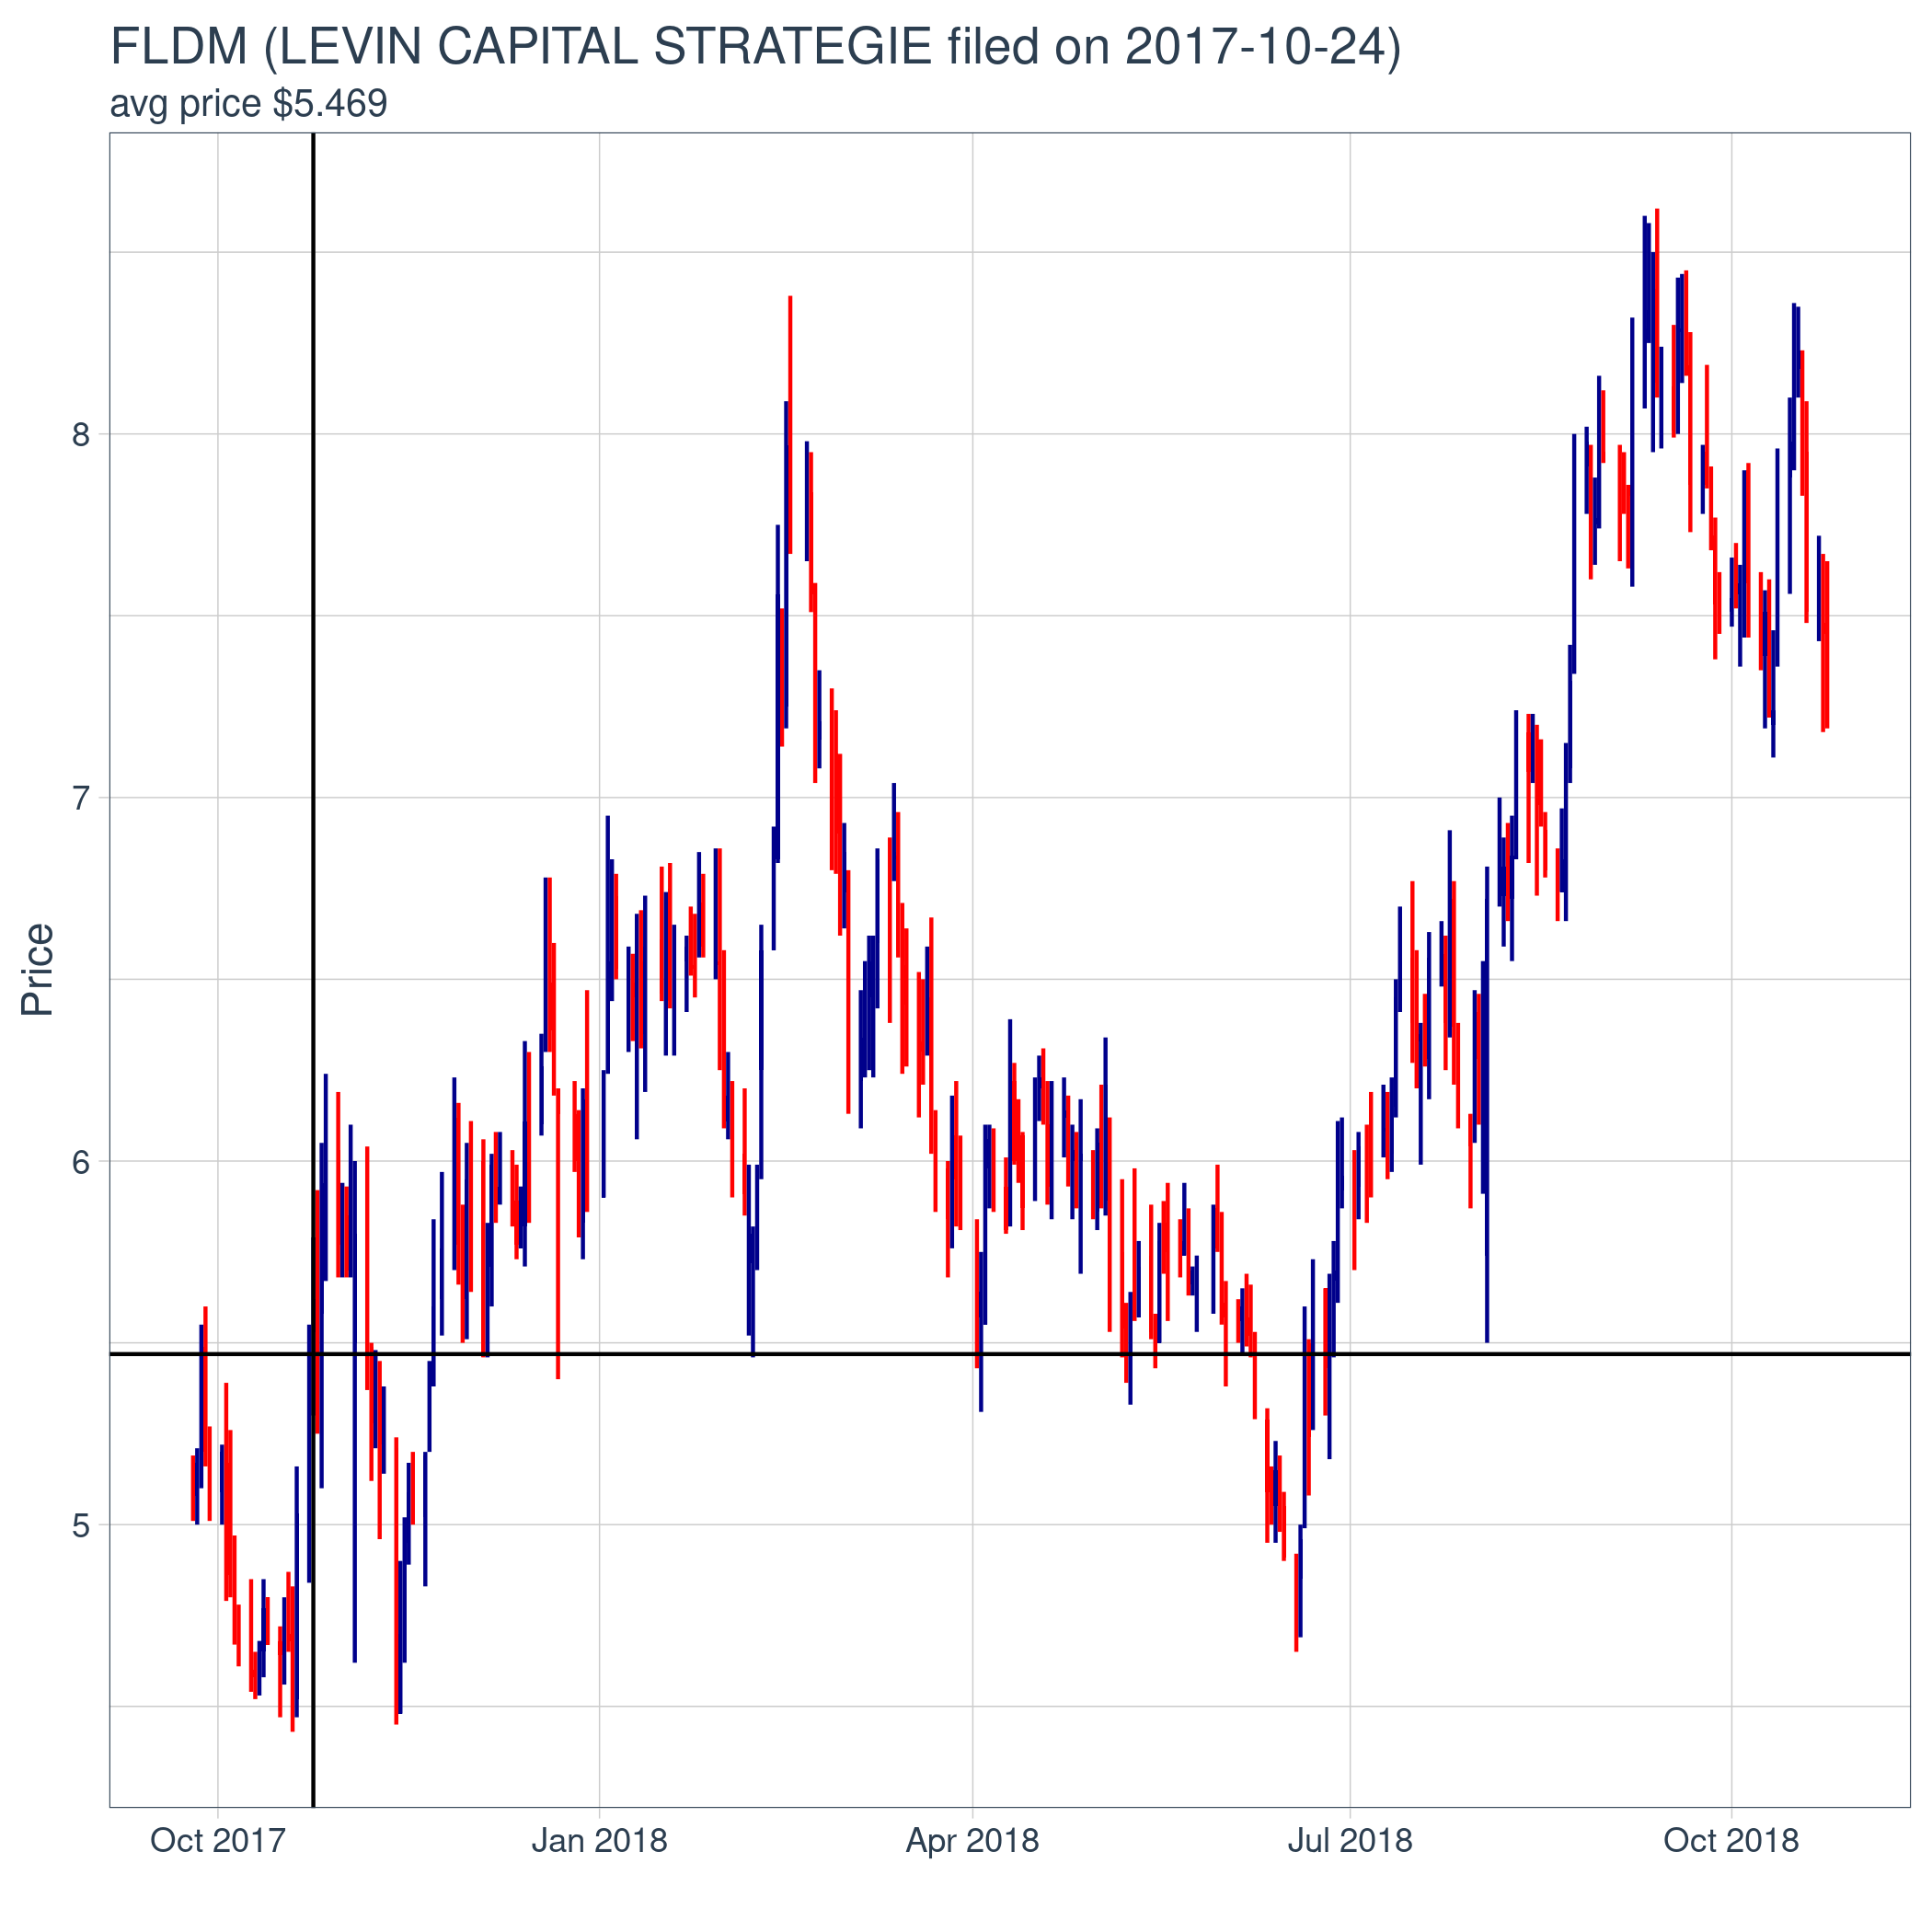 FLDM (LEVIN CAPITAL STRATEGIE filed on 2017-10-24)
avg price $5.469
8
7
6
5
Price
Oct 2017
Jan 2018
Apr 2018
Jul 2018
Oct 2018